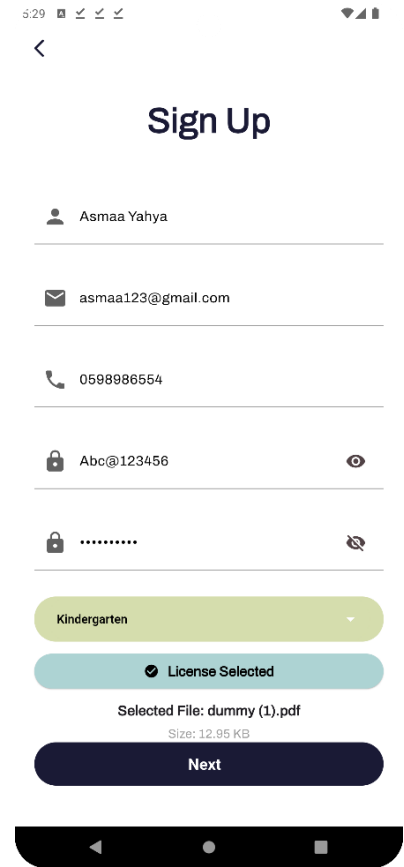 5:29
Sign Up
Asmaa Yahya
asmaa123@gmail.com
0598986554
Abc@123456
••••••••••
Kindergarten
License Selected
Selected File: dummy (1).pdf
Size: 12.95 KB
Next